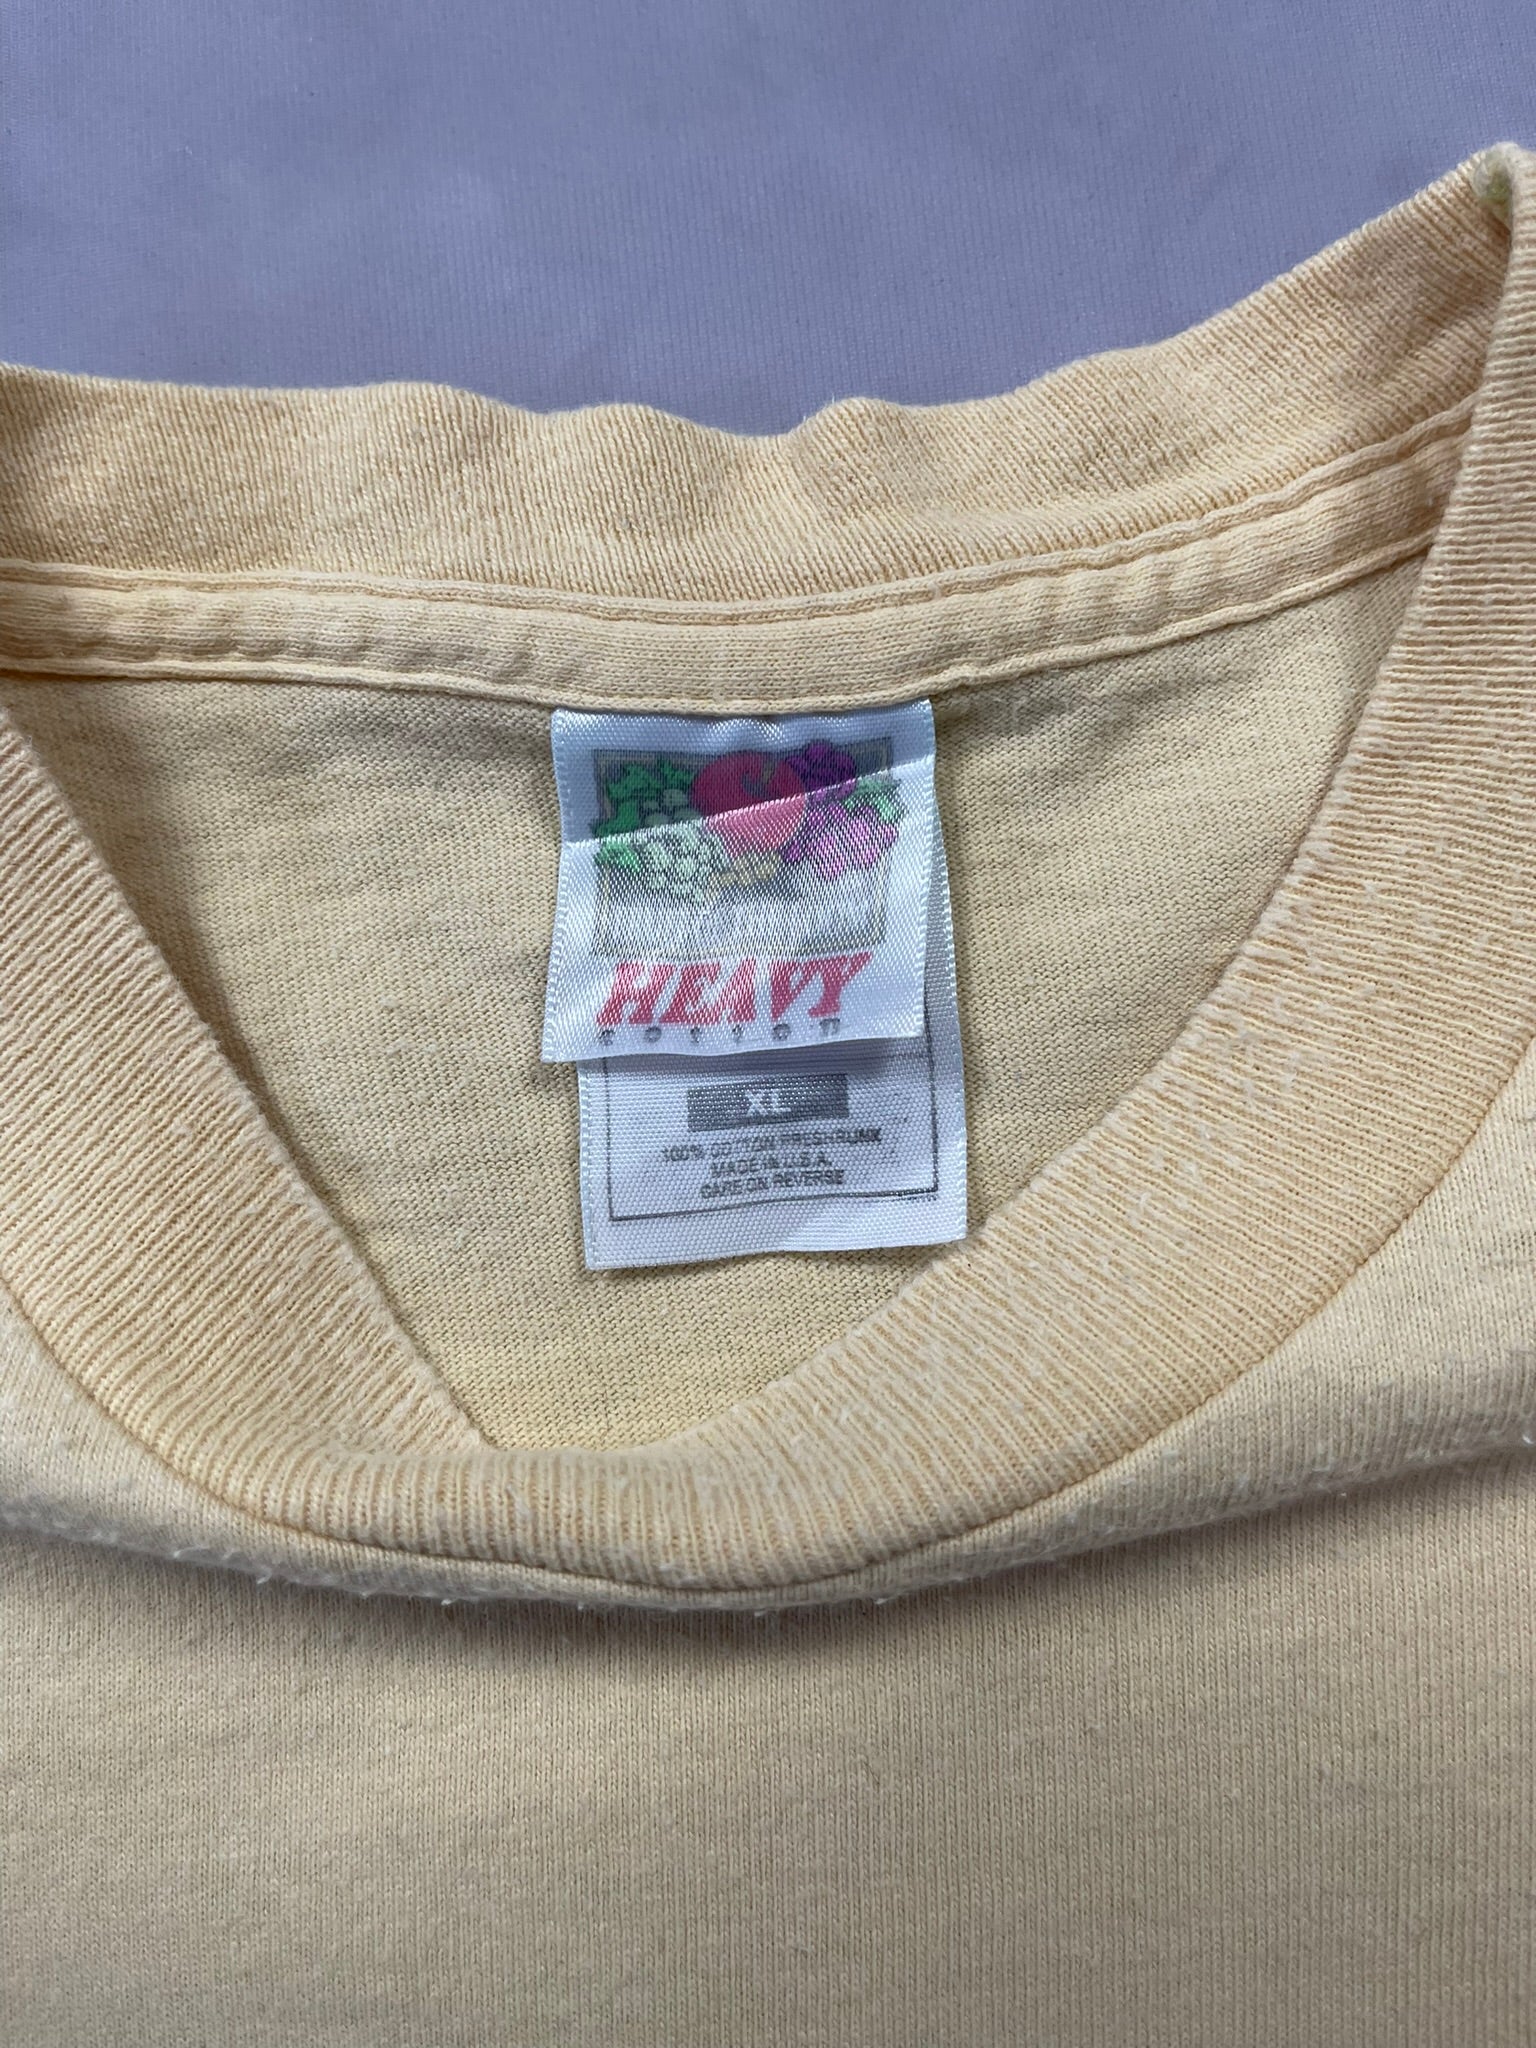 HEAVY
cotton
XL
100% COTTON PRESHRUNK
MADE IN U.S.A.
CARE ON REVERSE